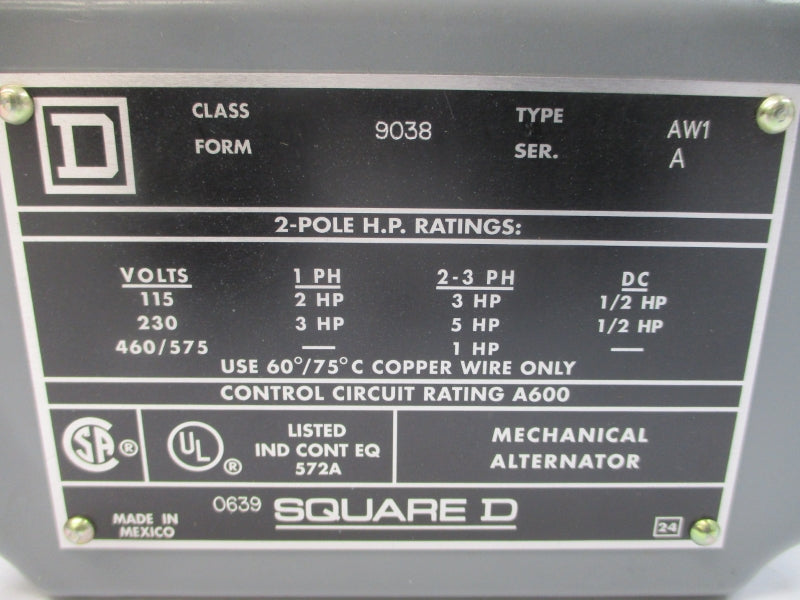 D
CLASS 9038 TYPE AW1
FORM SER. A
2-POLE H.P. RATINGS:
VOLTS 1 PH 2-3 PH DC
115 2 HP 3 HP 1/2 HP
230 3 HP 5 HP 1/2 HP
460/575 — 1 HP —
USE 60°/75°C COPPER WIRE ONLY
CONTROL CIRCUIT RATING A600
SA ®
UL ®
LISTED
IND CONT EQ
572A
MECHANICAL
ALTERNATOR
MADE IN
MEXICO
0639 SQUARE D
24